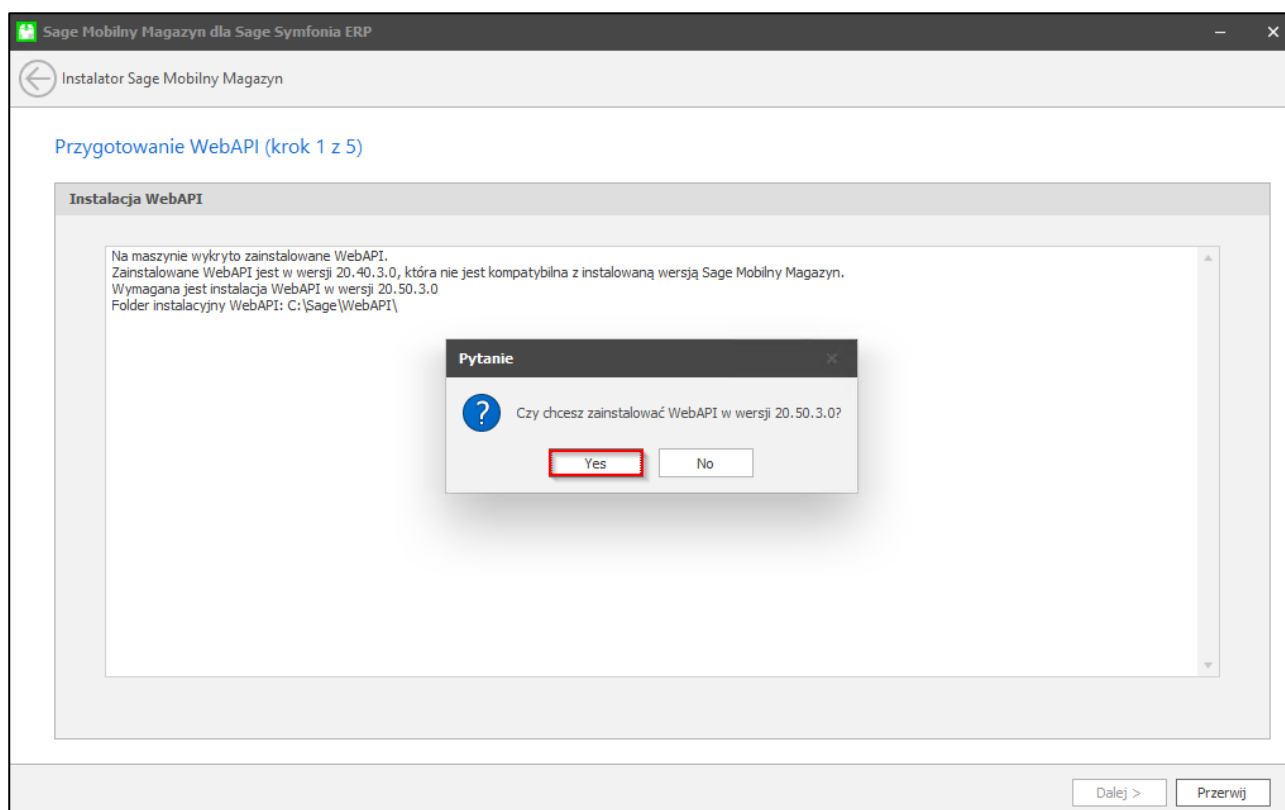 Sage Mobilny Magazyn dla Sage Symfonia ERP
Instalator Sage Mobilny Magazyn
Przygotowanie WebAPI (krok 1 z 5)
Instalacja WebAPI
Na maszynie wykryto zainstalowane WebAPI.
Zainstalowane WebAPI jest w wersji 20.40.3.0, która nie jest kompatybilna z instalowaną wersją Sage Mobilny Magazyn.
Wymagana jest instalacja WebAPI w wersji 20.50.3.0
Folder instalacyjny WebAPI: C:\Sage\WebAPI\
Pytanie
Czy chcesz zainstalować WebAPI w wersji 20.50.3.0?
Yes No
Dalej > Przerwij